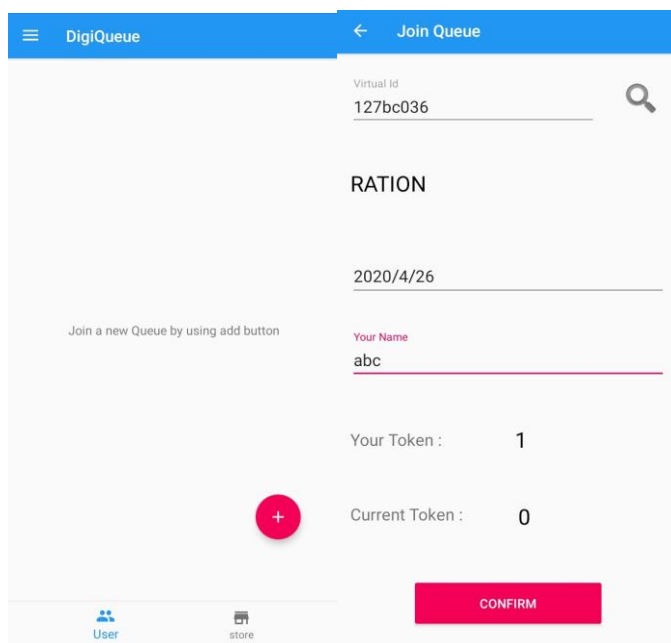 DigiQueue
Join a new Queue by using add button
User
store
Join Queue
Virtual Id
127bc036
RATION
2020/4/26
Your Name
abc
Your Token : 1
Current Token : 0
CONFIRM